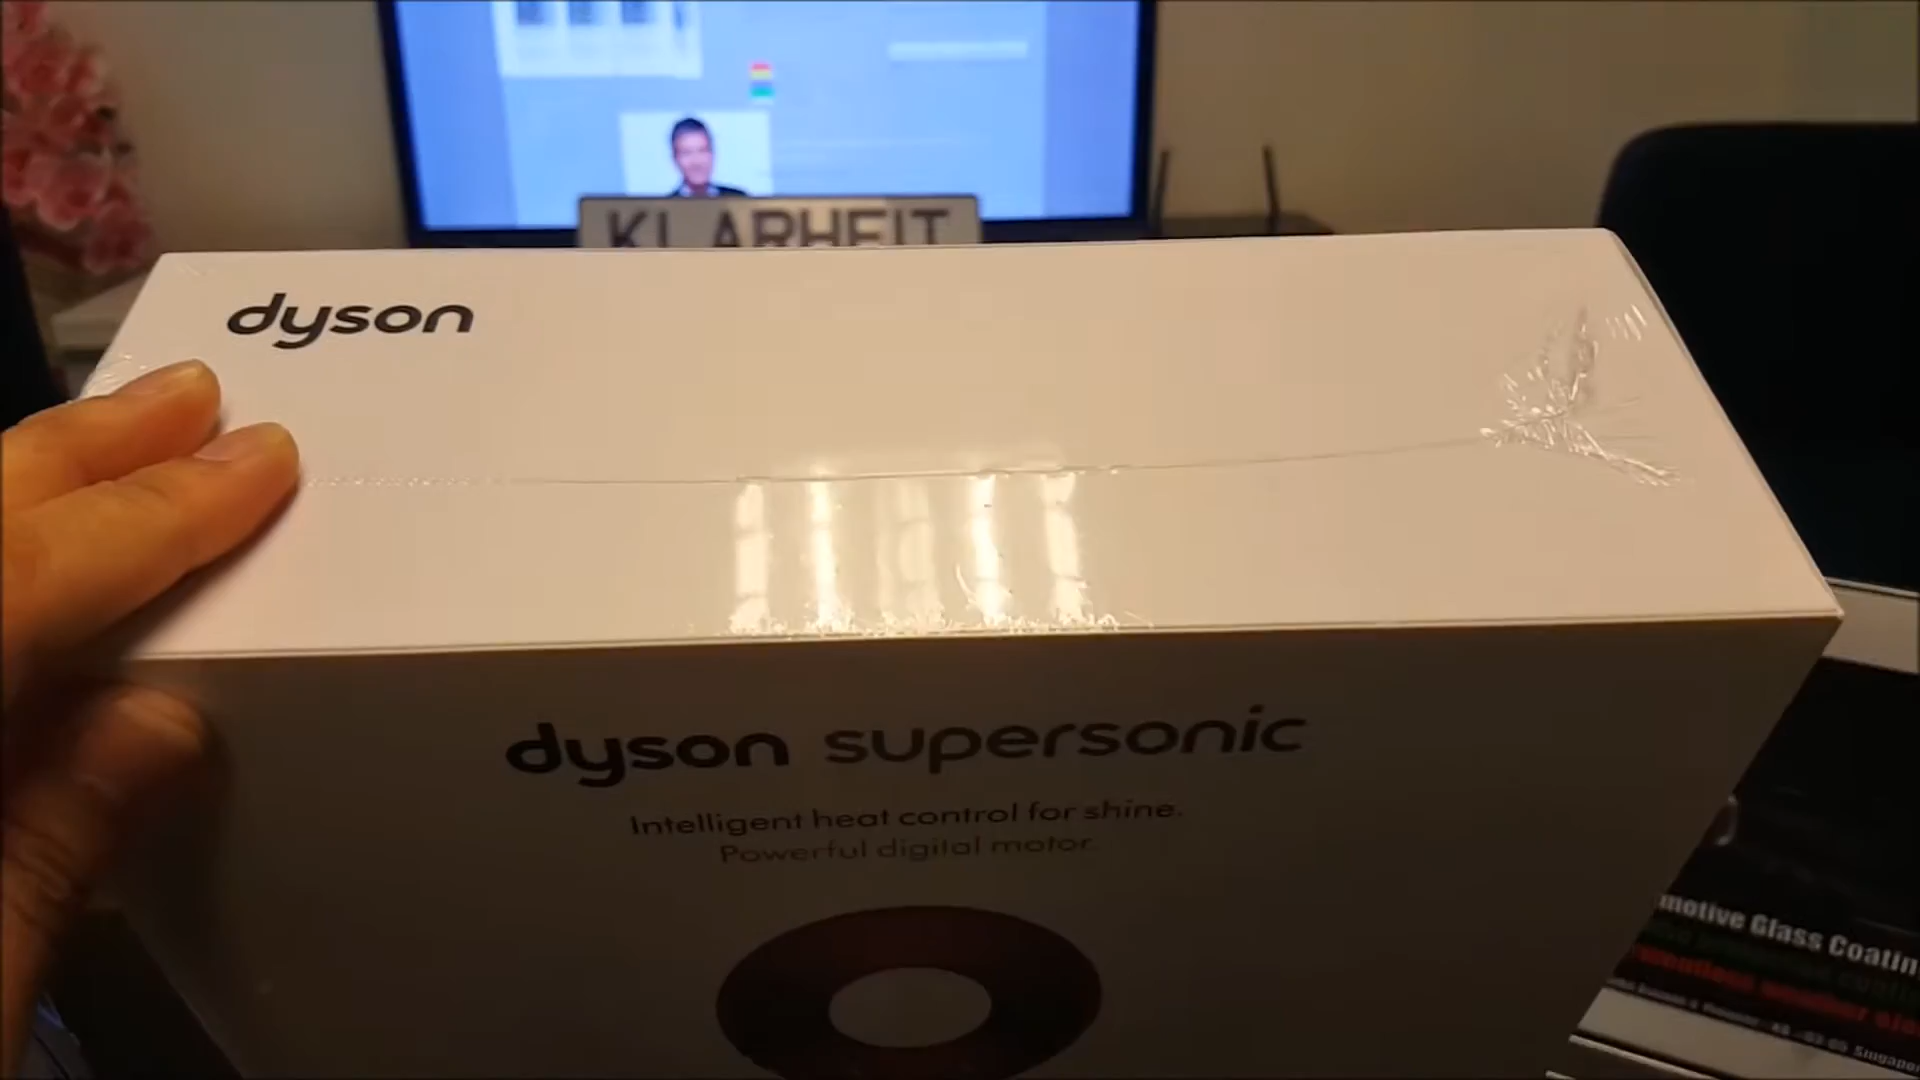 KLARHEIT
dyson
dyson supersonic
Intelligent heat control for shine.
Powerful digital motor.
motive Glass Coatin